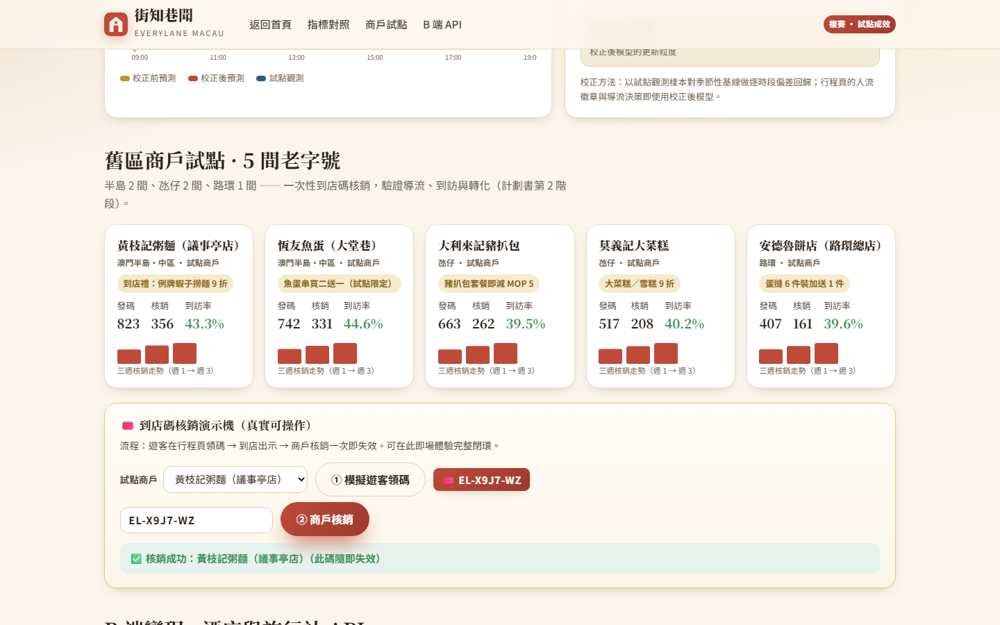 街知巷聞
EVERYLANE MACAU
返回首頁
指標對照
商戶試點
B 端 API
複賽 · 試點成效
09:00
11:00
13:00
15:00
17:00
19:0
校正前預測
校正後預測
試點觀測
校正後模型的更新粒度
校正方法：以試點觀測樣本對季節性基線做逐時段偏差回歸；行程頁的人流
徽章與導流決策即使用校正後模型。
舊區商戶試點 · 5 間老字號
半島 2 間、氹仔 2 間、路環 1 間 —— 一次性到店碼核銷，驗證導流、到訪與轉化（計劃書第 2 階
段）。
黃枝記粥麵（議事亭店）
澳門半島・中區 · 試點商戶
到店禮：例牌蝦子撈麵 9 折
發碼 核銷 到訪率
823 356 43.3%
三週核銷走勢（週 1 → 週 3）
恆友魚蛋（大堂巷）
澳門半島・中區 · 試點商戶
魚蛋串買二送一（試點限定）
發碼 核銷 到訪率
742 331 44.6%
三週核銷走勢（週 1 → 週 3）
大利來記豬扒包
氹仔 · 試點商戶
豬扒包套餐即減 MOP 5
發碼 核銷 到訪率
663 262 39.5%
三週核銷走勢（週 1 → 週 3）
莫義記大菜糕
氹仔 · 試點商戶
大菜糕／雪糕 9 折
發碼 核銷 到訪率
517 208 40.2%
三週核銷走勢（週 1 → 週 3）
安德魯餅店（路環總店）
路環 · 試點商戶
蛋撻 6 件裝加送 1 件
發碼 核銷 到訪率
407 161 39.6%
三週核銷走勢（週 1 → 週 3）
到店碼核銷演示機（真實可操作）
流程：遊客在行程頁領碼 → 到店出示 → 商戶核銷一次即失效。可在此即場體驗完整閉環。
試點商戶
黃枝記粥麵（議事亭店）
① 模擬遊客領碼
EL-X9J7-WZ
EL-X9J7-WZ
② 商戶核銷
核銷成功：黃枝記粥麵（議事亭店）（此碼隨即失效）